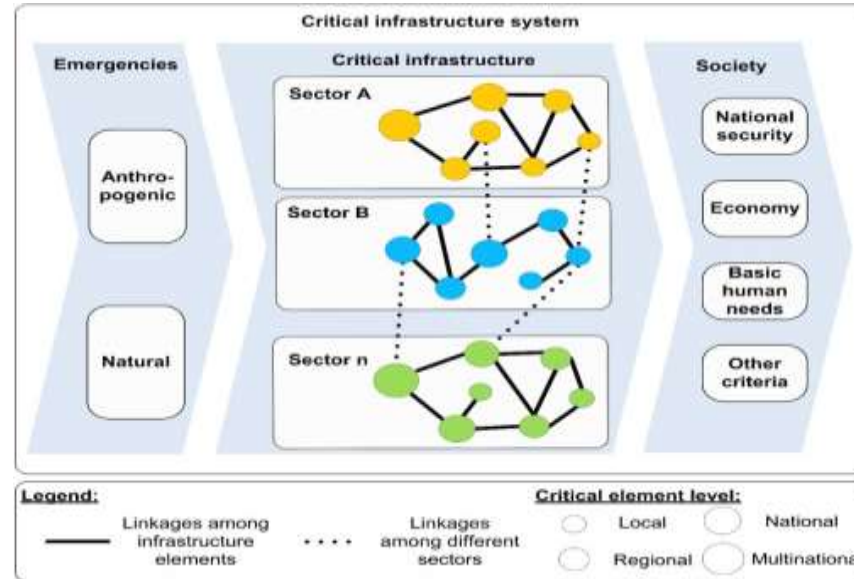 Critical infrastructure system
Emergencies
Anthro-
pogenic
Natural
Critical infrastructure
Sector A
Sector B
Sector n
Society
National
security
Economy
Basic
human
needs
Other
criteria
Legend:
Linkages among
infrastructure
elements
Linkages
among different
sectors
Critical element level:
Local
National
Regional
Multinationa